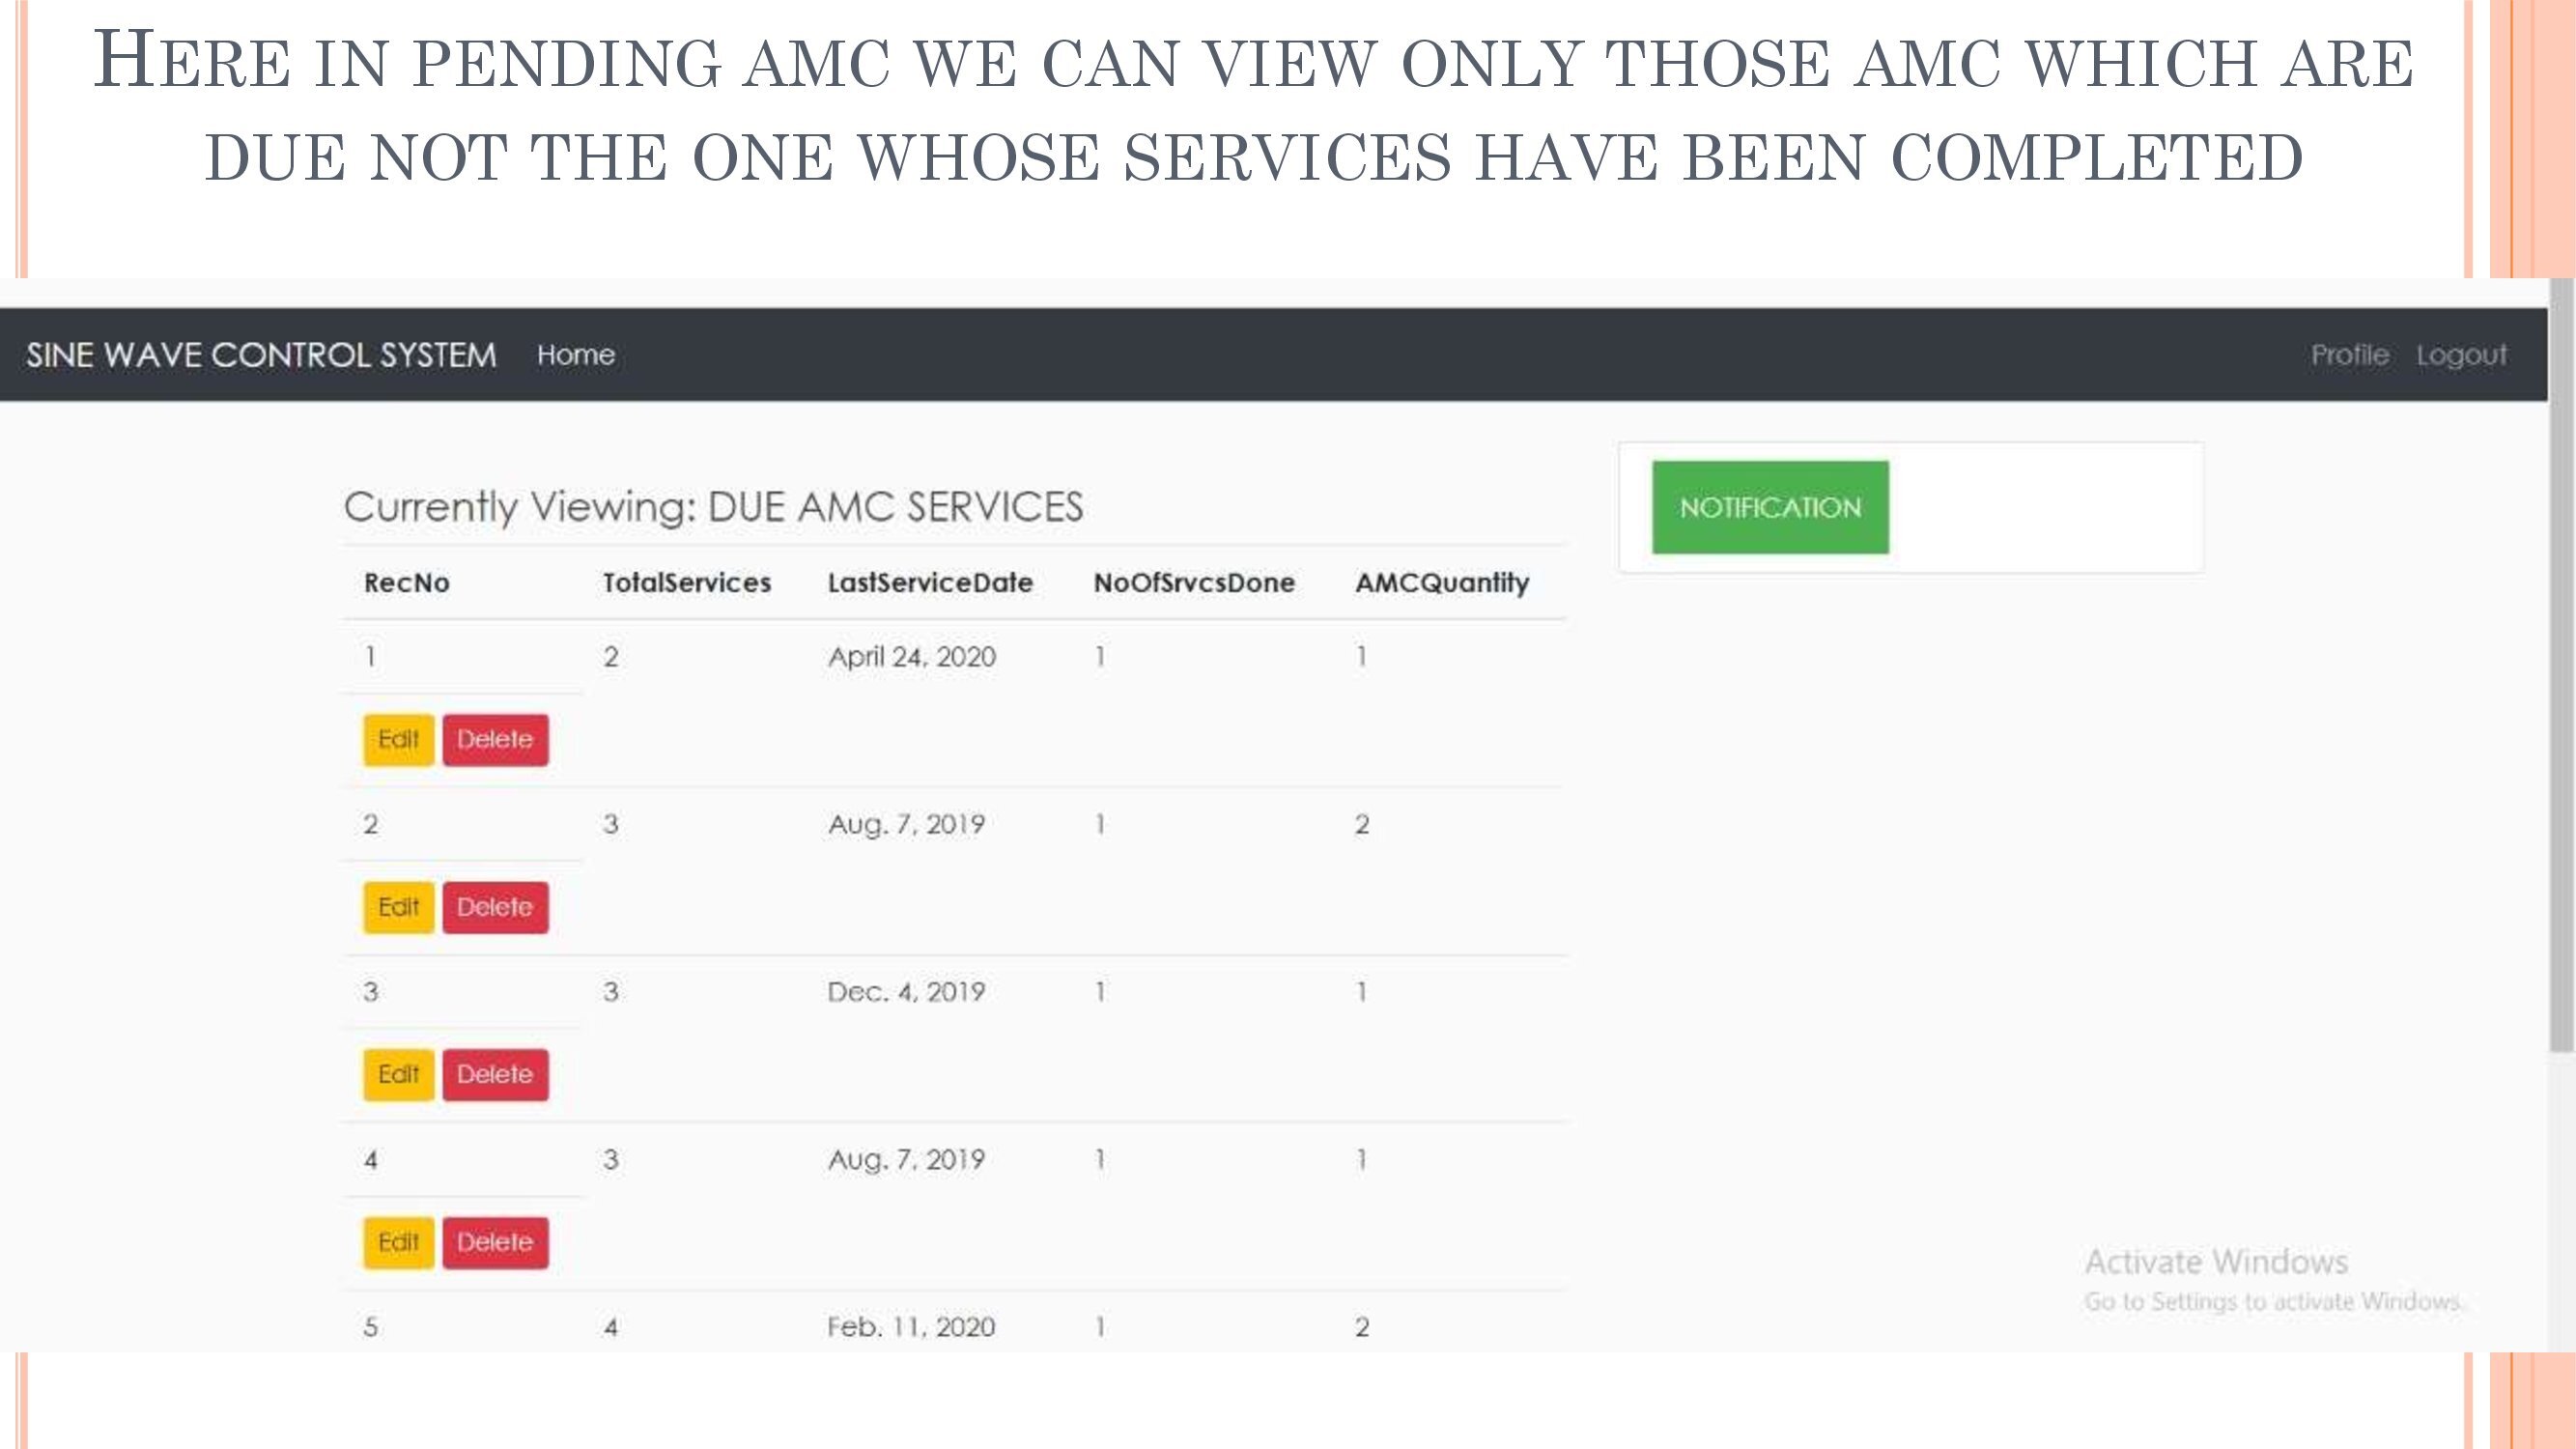 HERE IN PENDING AMC WE CAN VIEW ONLY THOSE AMC WHICH ARE
DUE NOT THE ONE WHOSE SERVICES HAVE BEEN COMPLETED
SINE WAVE CONTROL SYSTEM Home Profile Logout
NOTIFICATION
Currently Viewing: DUE AMC SERVICES
RecNo TotalServices LastServiceDate NoOfSrvcsDone AMCQuantity
1 2 April 24, 2020 1 1
Edit Delete
2 3 Aug. 7, 2019 1 2
Edit Delete
3 3 Dec. 4, 2019 1 1
Edit Delete
4 3 Aug. 7, 2019 1 1
Edit Delete
5 4 Feb. 11, 2020 1 2
Activate Windows
Go to Settings to activate Windows.